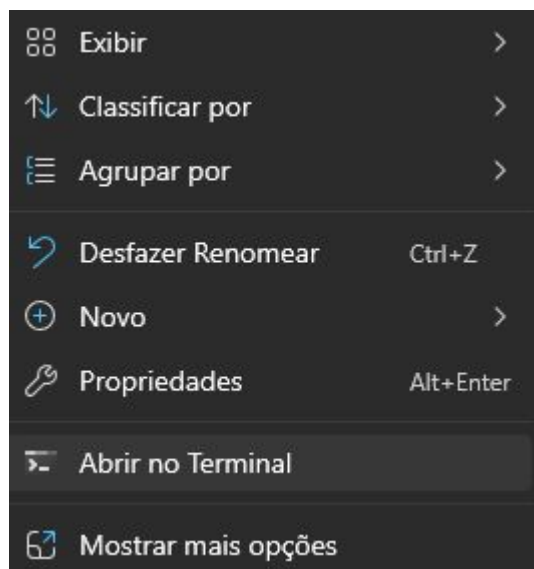 Exibir
Classificar por
Agrupar por
Desfazer Renomear Ctrl+Z
Novo
Propriedades Alt+Enter
Abrir no Terminal
Mostrar mais opções